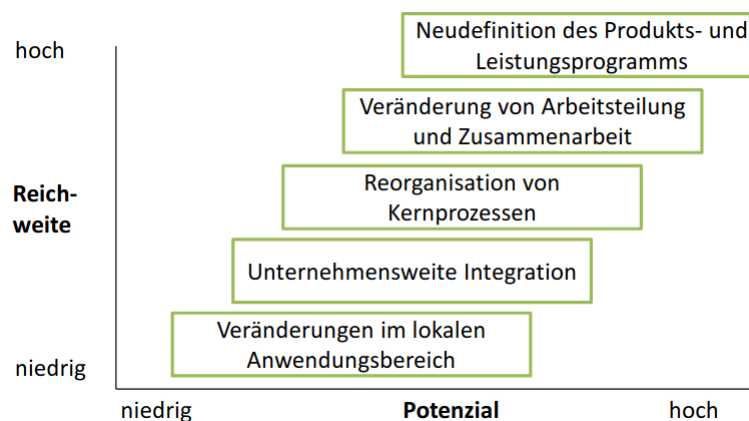 Neudefinition des Produkts- und
Leistungsprogramms
hoch
Veränderung von Arbeitsteilung
und Zusammenarbeit
Reich-
weite
Reorganisation von
Kernprozessen
Unternehmensweite Integration
Veränderungen im lokalen
Anwendungsbereich
niedrig
niedrig Potenzial hoch